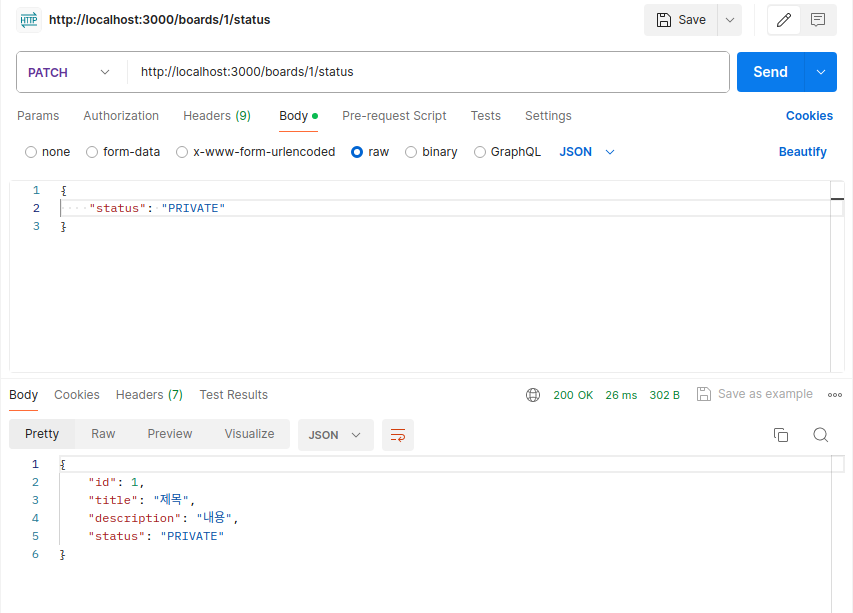 HTTP http://localhost:3000/boards/1/status Save
PATCH http://localhost:3000/boards/1/status Send
Params Authorization Headers (9) Body Pre-request Script Tests Settings Cookies
none form-data x-www-form-urlencoded raw binary GraphQL JSON Beautify
1 {
2 "status": "PRIVATE"
3 }
Body Cookies Headers (7) Test Results 200 OK 26 ms 302 B Save as example
Pretty Raw Preview Visualize JSON
1 {
2 "id": 1,
3 "title": "제목",
4 "description": "내용",
5 "status": "PRIVATE"
6 }